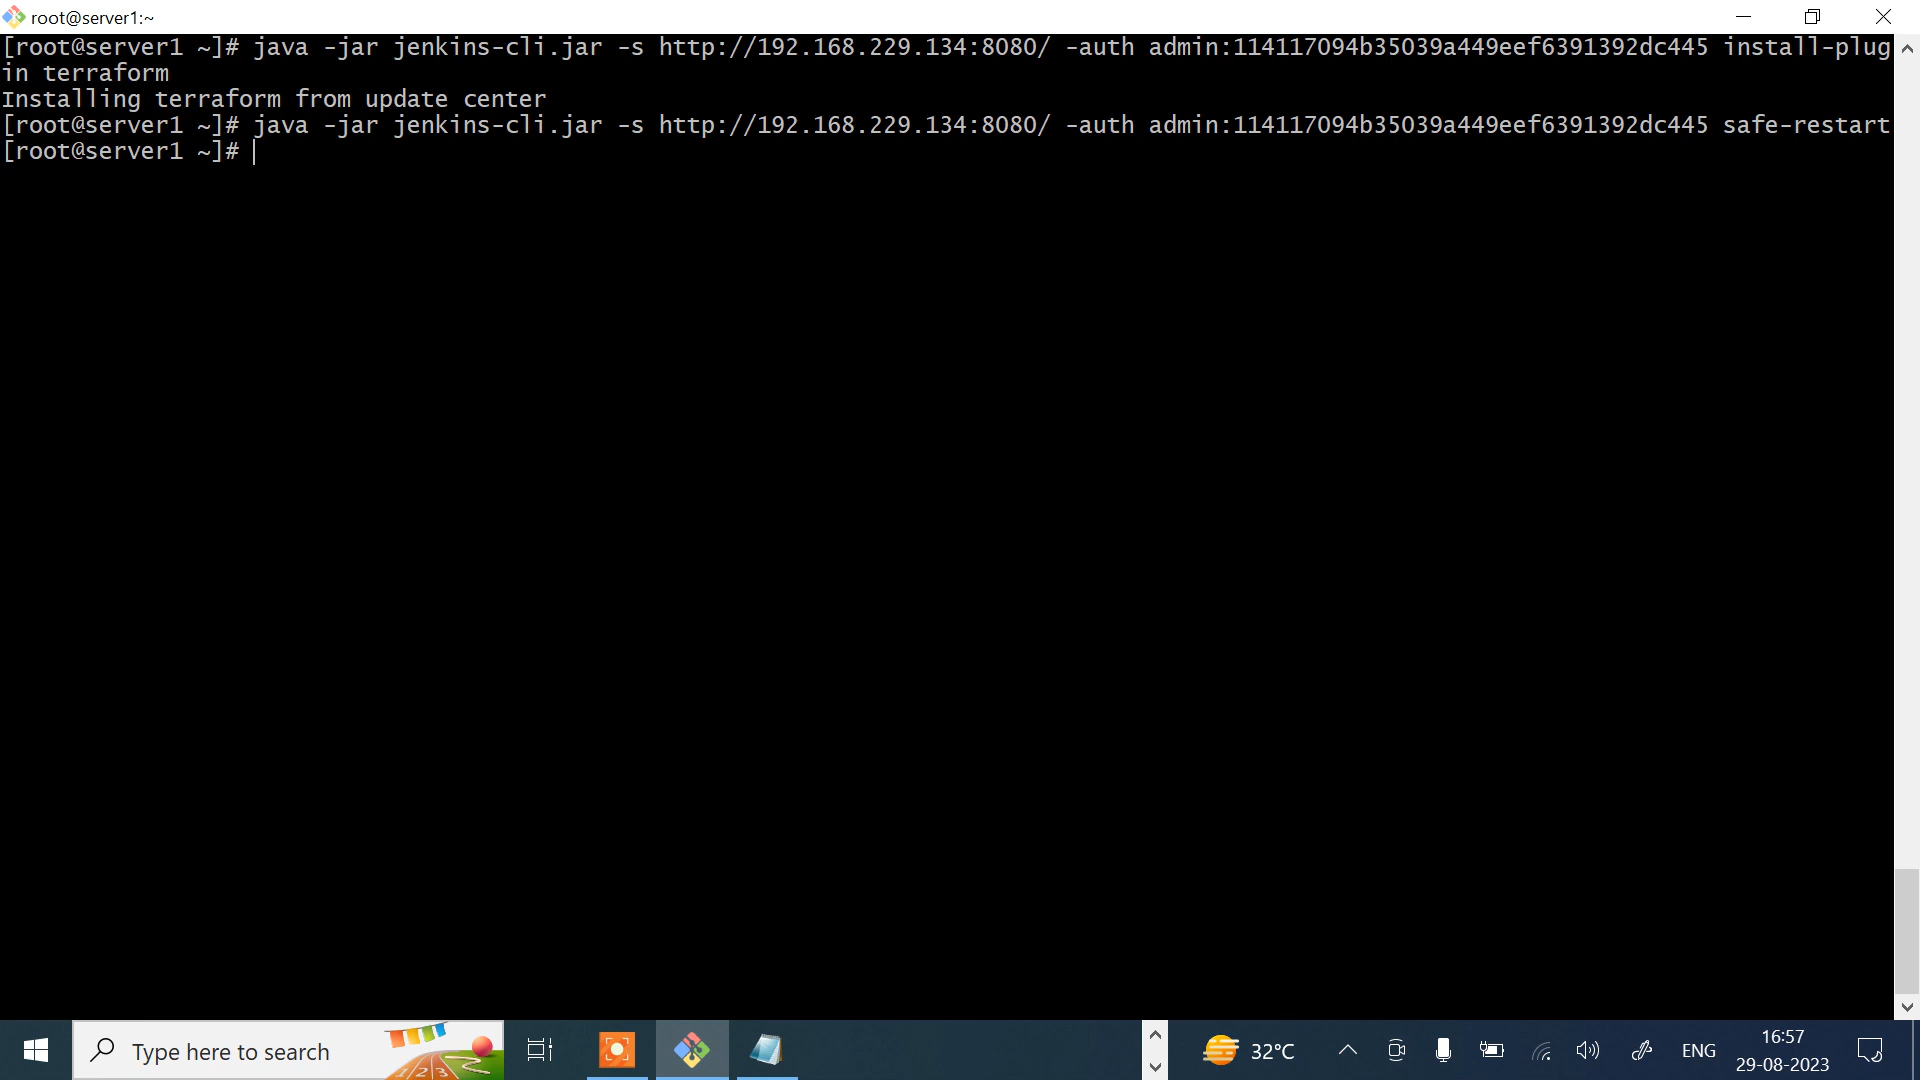 root@server1:~
[root@server1 ~]# java -jar jenkins-cli.jar -s http://192.168.229.134:8080/ -auth admin:114117094b35039a449eef6391392dc445 install-plug
in terraform
Installing terraform from update center
[root@server1 ~]# java -jar jenkins-cli.jar -s http://192.168.229.134:8080/ -auth admin:114117094b35039a449eef6391392dc445 safe-restart
[root@server1 ~]#
Type here to search
1 2 3
32°C
ENG
16:57
29-08-2023